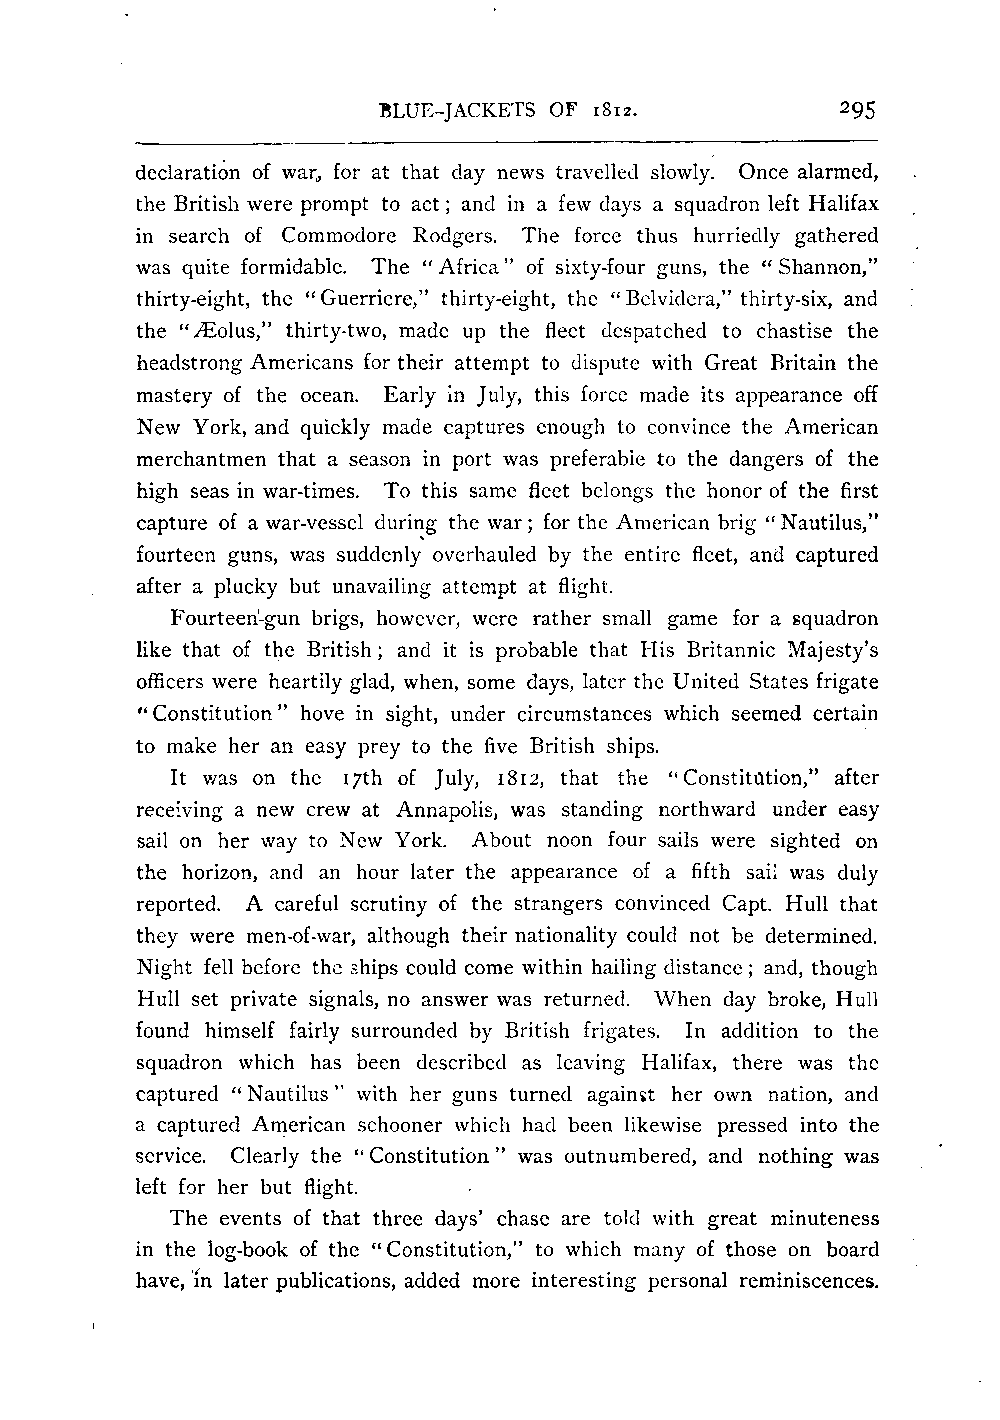 BLUE-JACKETS OF 1812. 295
declaration of war, for at that day news travelled slowly. Once alarmed,
the British were prompt to act; and in a few days a squadron left Halifax
in search of Commodore Rodgers. The force thus hurriedly gathered
was quite formidable. The "Africa" of sixty-four guns, the "Shannon,"
thirty-eight, the "Guerriere," thirty-eight, the "Belvidera," thirty-six, and
the "Æolus," thirty-two, made up the fleet despatched to chastise the
headstrong Americans for their attempt to dispute with Great Britain the
mastery of the ocean. Early in July, this force made its appearance off
New York, and quickly made captures enough to convince the American
merchantmen that a season in port was preferable to the dangers of the
high seas in war-times. To this same fleet belongs the honor of the first
capture of a war-vessel during the war; for the American brig "Nautilus,"
fourteen guns, was suddenly overhauled by the entire fleet, and captured
after a plucky but unavailing attempt at flight.
Fourteen-gun brigs, however, were rather small game for a squadron
like that of the British; and it is probable that His Britannic Majesty's
officers were heartily glad, when, some days, later the United States frigate
"Constitution" hove in sight, under circumstances which seemed certain
to make her an easy prey to the five British ships.
It was on the 17th of July, 1812, that the "Constitution," after
receiving a new crew at Annapolis, was standing northward under easy
sail on her way to New York. About noon four sails were sighted on
the horizon, and an hour later the appearance of a fifth sail was duly
reported. A careful scrutiny of the strangers convinced Capt. Hull that
they were men-of-war, although their nationality could not be determined.
Night fell before the ships could come within hailing distance; and, though
Hull set private signals, no answer was returned. When day broke, Hull
found himself fairly surrounded by British frigates. In addition to the
squadron which has been described as leaving Halifax, there was the
captured "Nautilus" with her guns turned against her own nation, and
a captured American schooner which had been likewise pressed into the
service. Clearly the "Constitution" was outnumbered, and nothing was
left for her but flight.
The events of that three days' chase are told with great minuteness
in the log-book of the "Constitution," to which many of those on board
have, in later publications, added more interesting personal reminiscences.